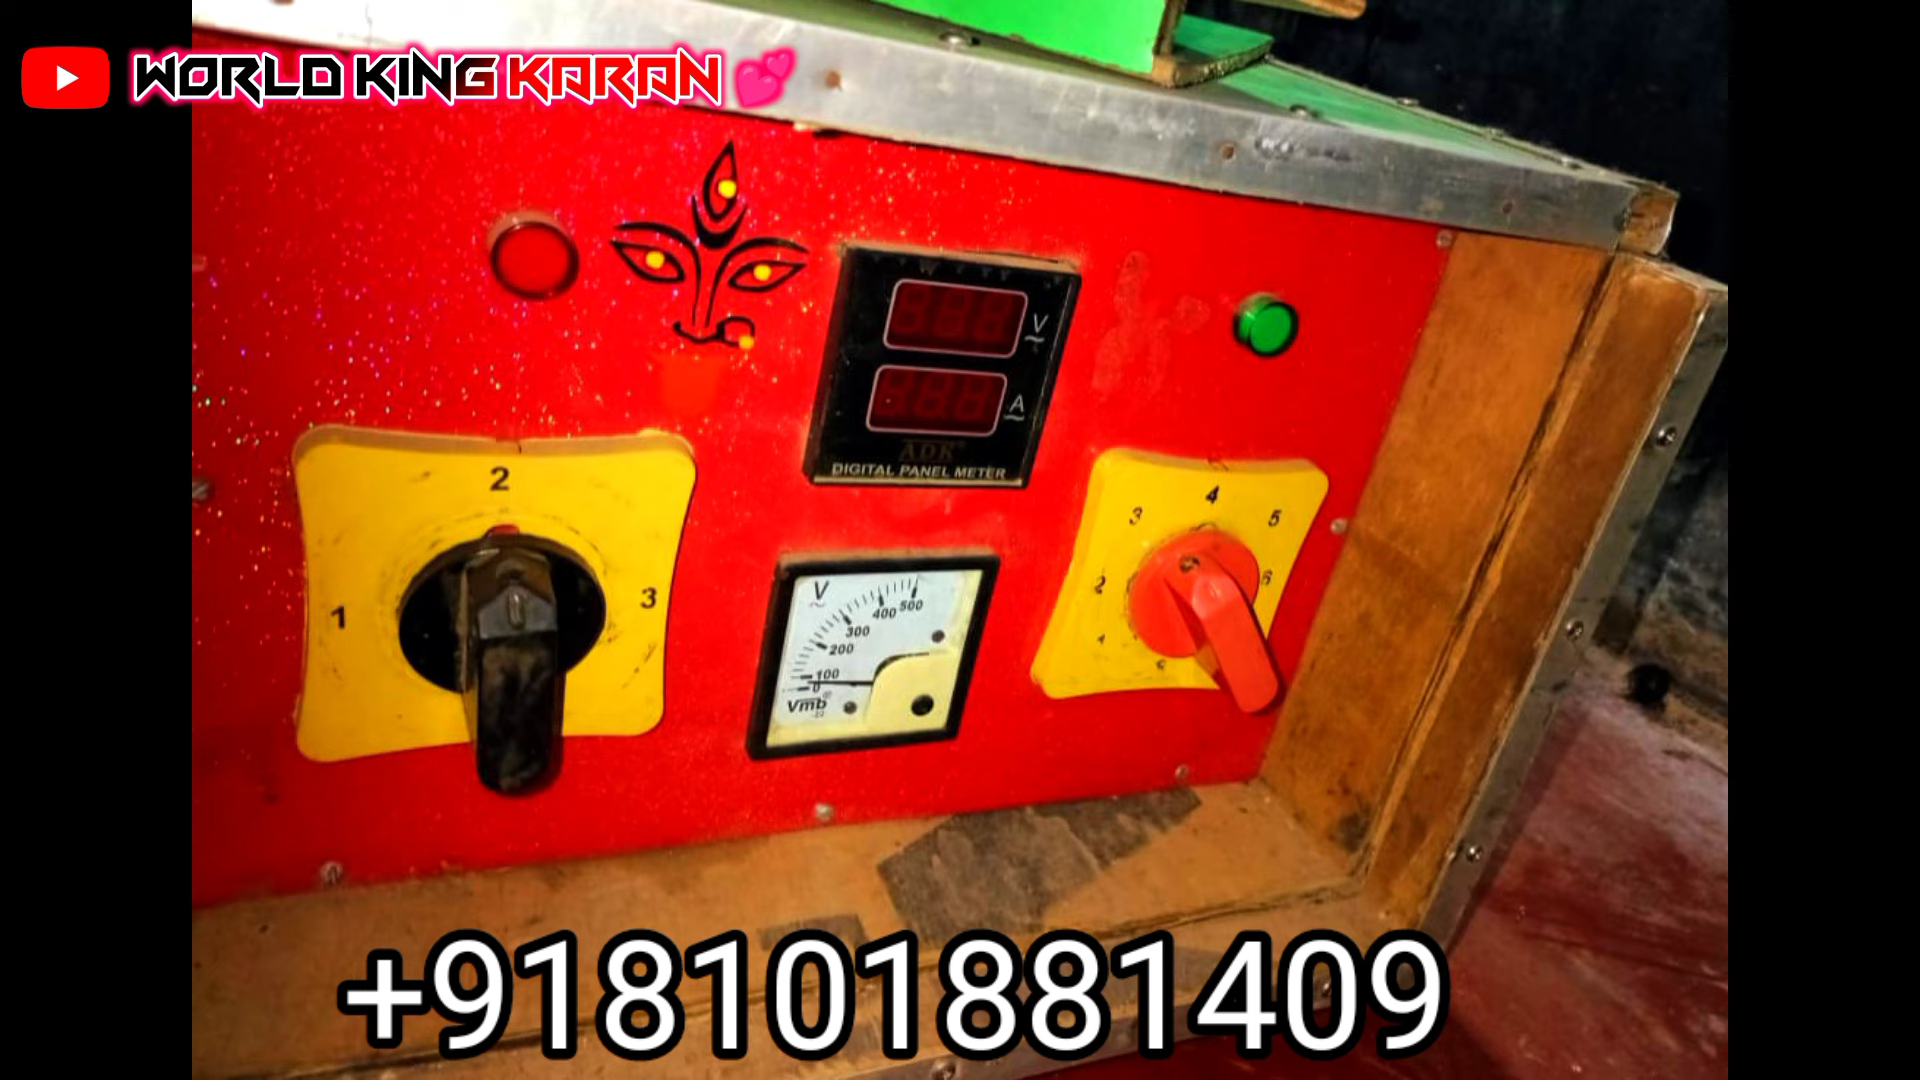 WORLD KING KARAN 💕
V
A
ADK
DIGITAL PANEL METER
2
1
3
4
3
5
2
6
V
500
400
300
200
100
0
Vmb
+918101881409